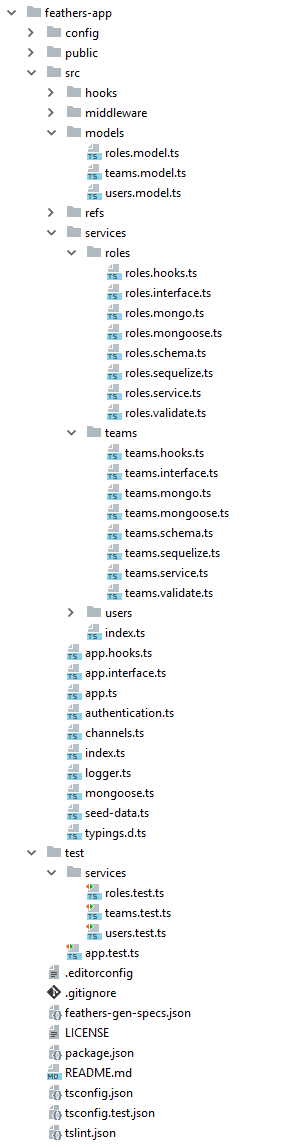 feathers-app
config
public
src
hooks
middleware
models
roles.model.ts
teams.model.ts
users.model.ts
refs
services
roles
roles.hooks.ts
roles.interface.ts
roles.mongo.ts
roles.mongoose.ts
roles.schema.ts
roles.sequelize.ts
roles.service.ts
roles.validate.ts
teams
teams.hooks.ts
teams.interface.ts
teams.mongo.ts
teams.mongoose.ts
teams.schema.ts
teams.sequelize.ts
teams.service.ts
teams.validate.ts
users
index.ts
app.hooks.ts
app.interface.ts
app.ts
authentication.ts
channels.ts
index.ts
logger.ts
mongoose.ts
seed-data.ts
typings.d.ts
test
services
roles.test.ts
teams.test.ts
users.test.ts
app.test.ts
.editorconfig
.gitignore
feathers-gen-specs.json
LICENSE
package.json
README.md
tsconfig.json
tsconfig.test.json
tslint.json